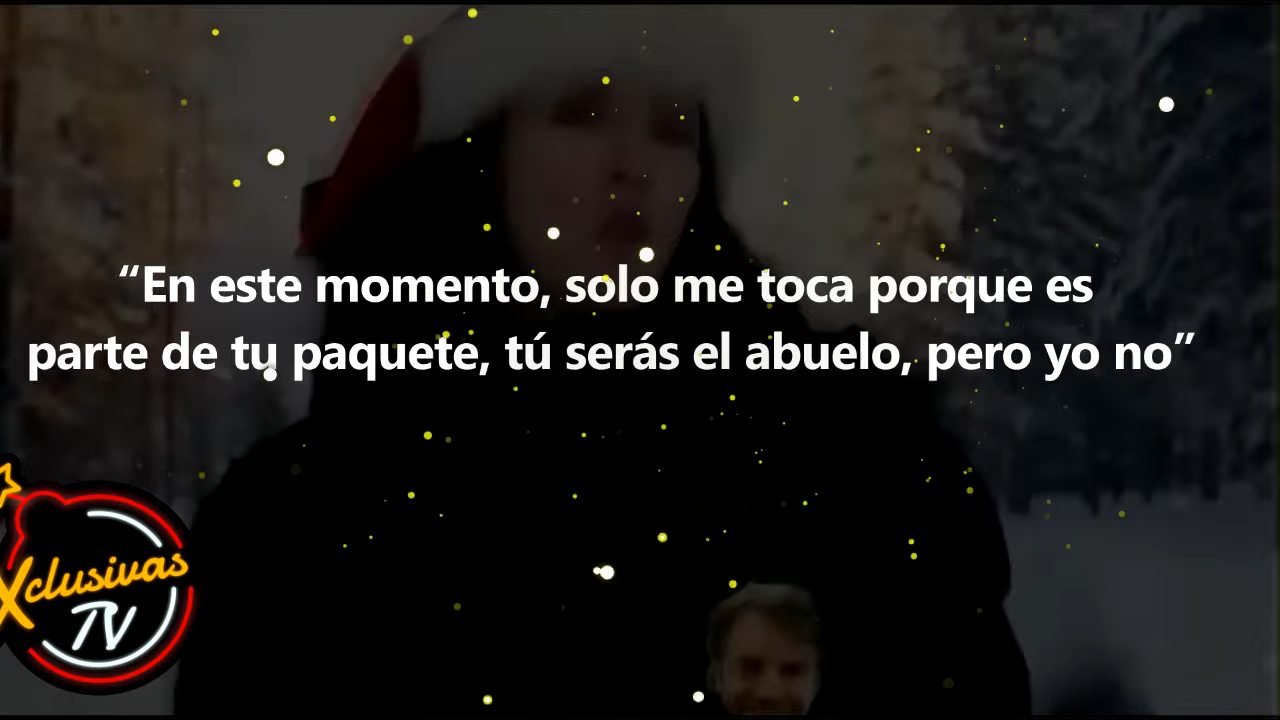 “En este momento, solo me toca porque es
parte de tu paquete, tú serás el abuelo, pero yo no”
Xclusivas
TV